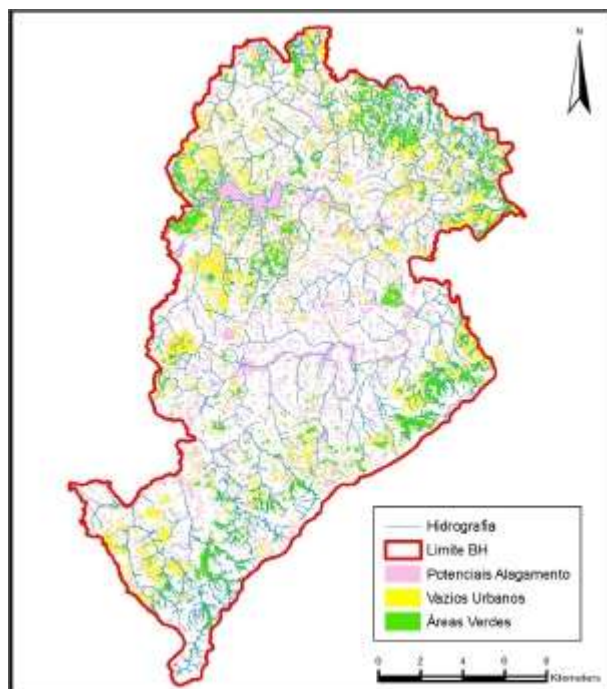 N
Hidrografia
Limite BH
Potenciais Alagamento
Vazios Urbanos
Áreas Verdes
0 2 4 6 8
Kilometers